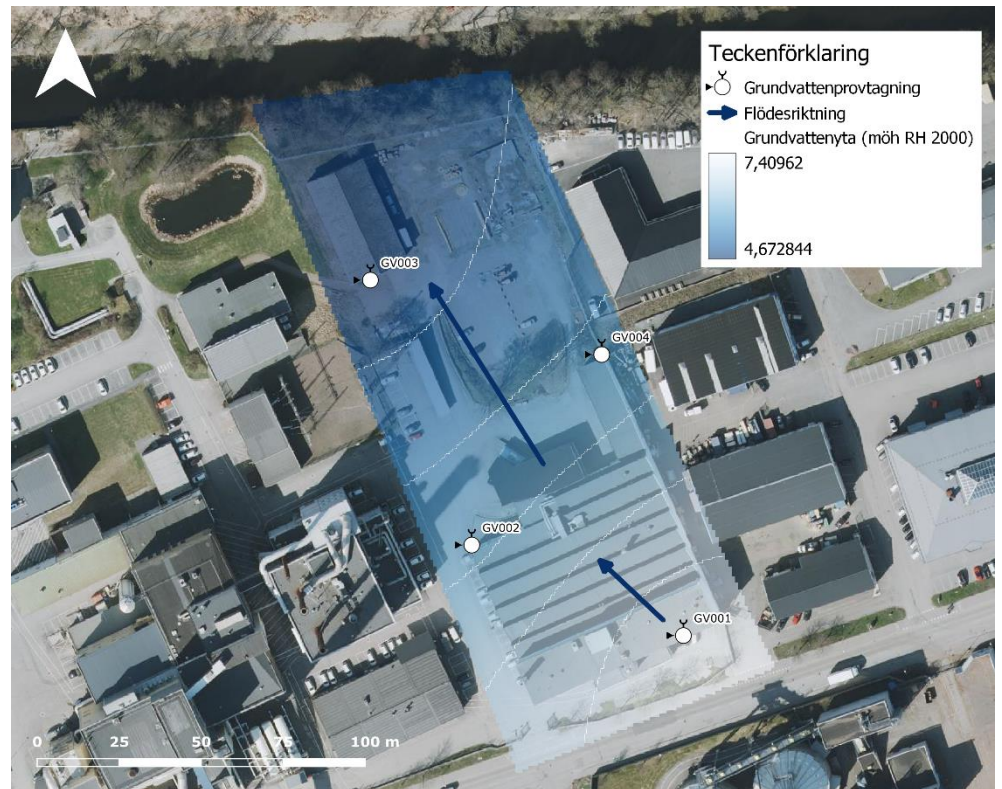 Teckenförklaring
Grundvattenprovtagning
Flödesriktning
Grundvattenyta (möh RH 2000)
7,40962
4,672844
GV003
GV004
GV002
GV001
0 25 50 75 100 m